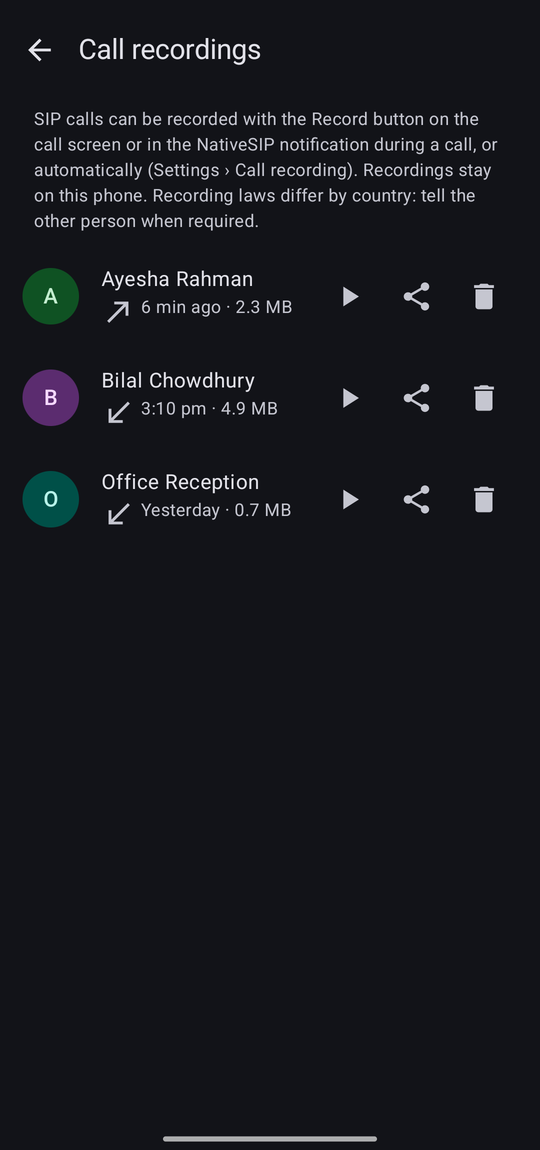 Call recordings
SIP calls can be recorded with the Record button on the
call screen or in the NativeSIP notification during a call, or
automatically (Settings › Call recording). Recordings stay
on this phone. Recording laws differ by country: tell the
other person when required.
A
Ayesha Rahman
6 min ago · 2.3 MB
B
Bilal Chowdhury
3:10 pm · 4.9 MB
O
Office Reception
Yesterday · 0.7 MB